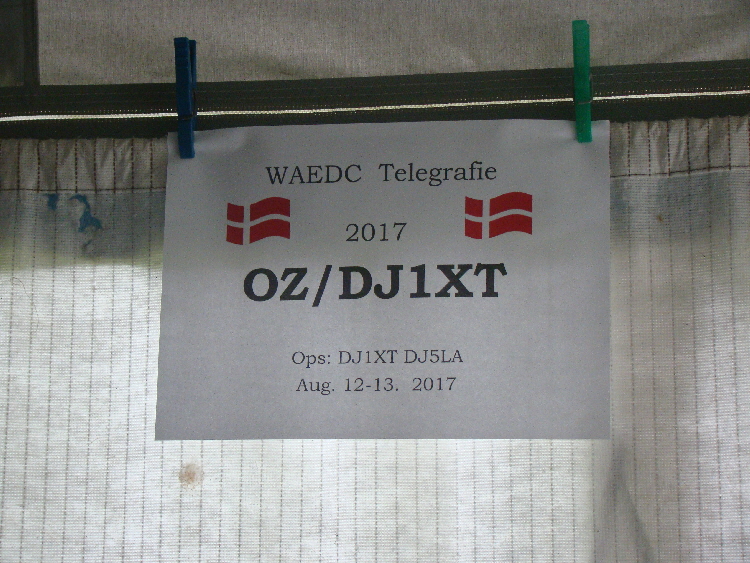 WAEDC Telegrafie
2017
OZ/DJ1XT
Ops: DJ1XT DJ5LA
Aug. 12-13. 2017